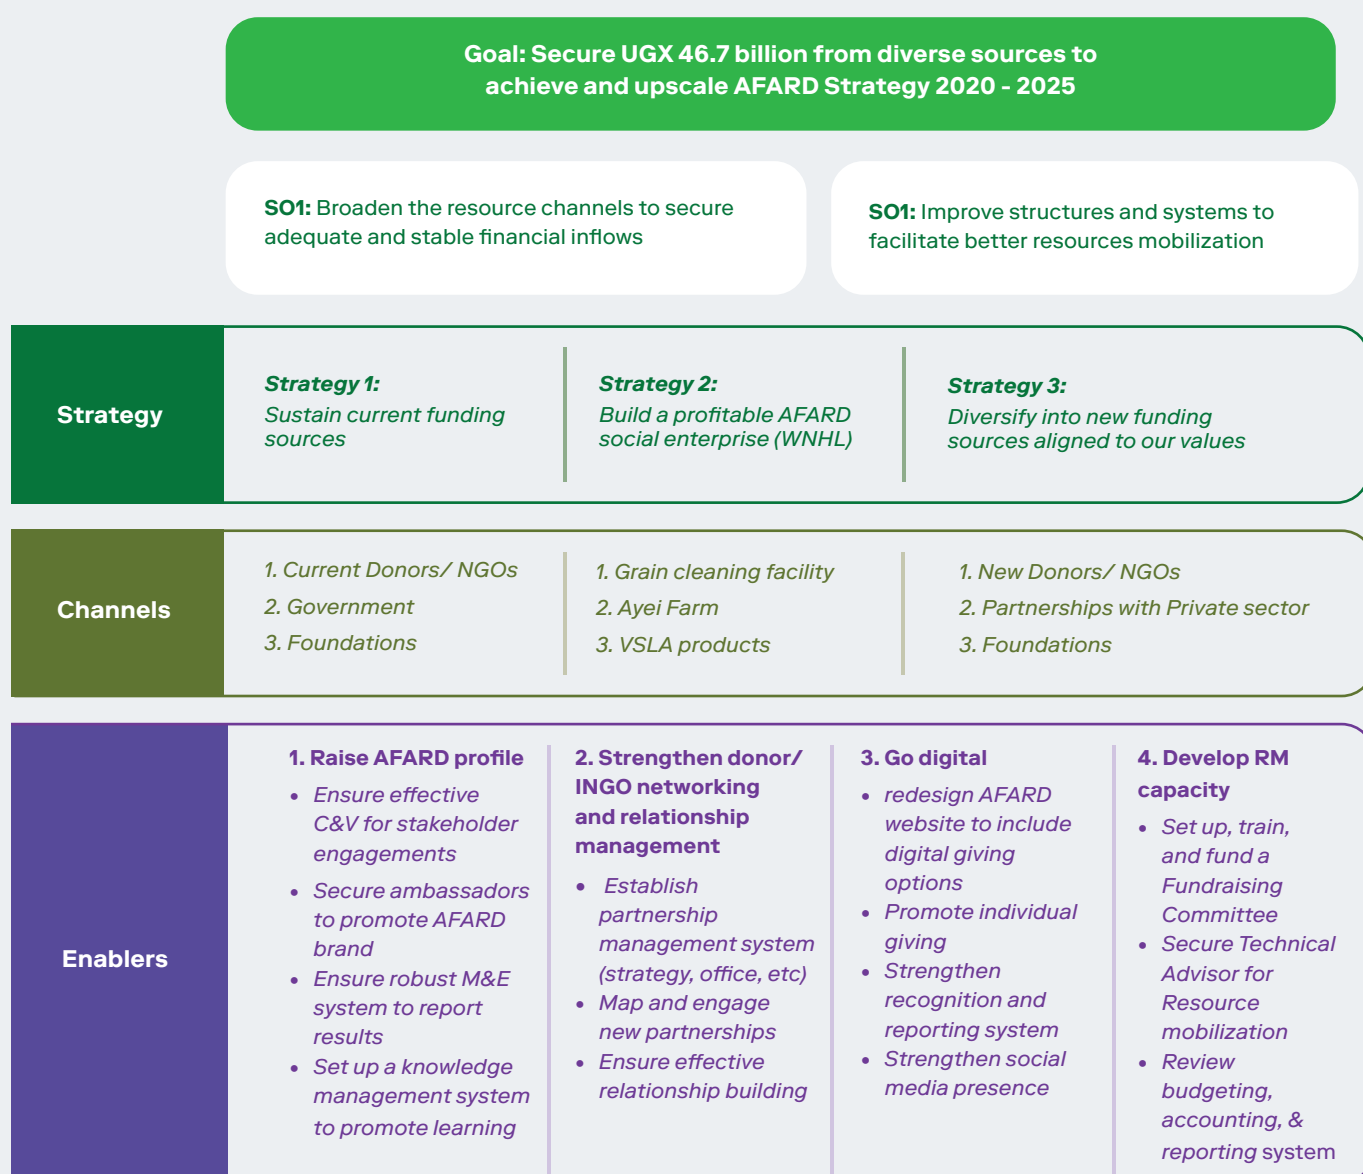 Goal: Secure UGX 46.7 billion from diverse sources to
achieve and upscale AFARD Strategy 2020 - 2025
SO1: Broaden the resource channels to secure
adequate and stable financial inflows
SO1: Improve structures and systems to
facilitate better resources mobilization
Strategy
Strategy 1:
Sustain current funding
sources
Strategy 2:
Build a profitable AFARD
social enterprise (WNHL)
Strategy 3:
Diversify into new funding
sources aligned to our values
Channels
1. Current Donors/ NGOs
2. Government
3. Foundations
1. Grain cleaning facility
2. Ayei Farm
3. VSLA products
1. New Donors/ NGOs
2. Partnerships with Private sector
3. Foundations
Enablers
1. Raise AFARD profile
• Ensure effective
C&V for stakeholder
engagements
• Secure ambassadors
to promote AFARD
brand
• Ensure robust M&E
system to report
results
• Set up a knowledge
management system
to promote learning
2. Strengthen donor/
INGO networking
and relationship
management
• Establish
partnership
management system
(strategy, office, etc)
• Map and engage
new partnerships
• Ensure effective
relationship building
3. Go digital
• redesign AFARD
website to include
digital giving
options
• Promote individual
giving
• Strengthen
recognition and
reporting system
• Strengthen social
media presence
4. Develop RM
capacity
• Set up, train,
and fund a
Fundraising
Committee
• Secure Technical
Advisor for
Resource
mobilization
• Review
budgeting,
accounting, &
reporting system